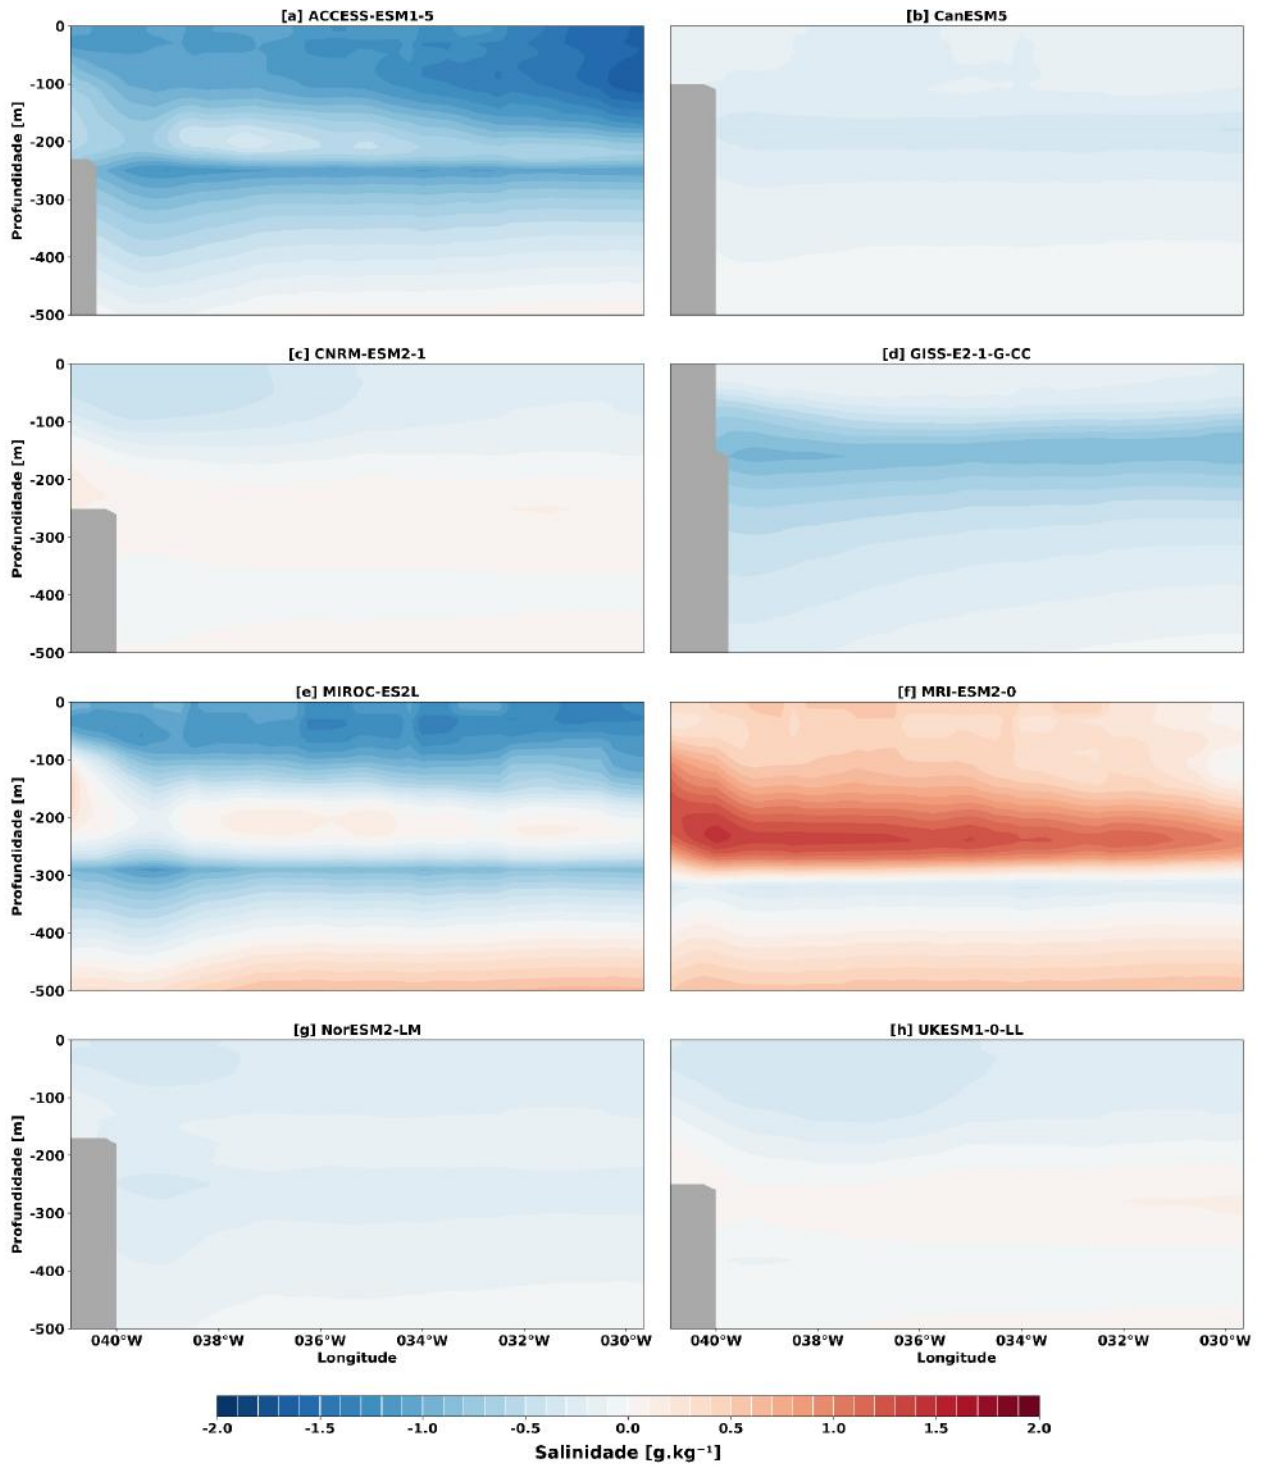 [a] ACCESS-ESM1-5
[b] CanESM5
0
-100
-200
-300
-400
-500
Profundidade [m]
[c] CNRM-ESM2-1
[d] GISS-E2-1-G-CC
0
-100
-200
-300
-400
-500
Profundidade [m]
[e] MIROC-ES2L
[f] MRI-ESM2-0
0
-100
-200
-300
-400
-500
Profundidade [m]
[g] NorESM2-LM
[h] UKESM1-0-LL
0
-100
-200
-300
-400
-500
Profundidade [m]
040°W 038°W 036°W 034°W 032°W 030°W
Longitude
040°W 038°W 036°W 034°W 032°W 030°W
Longitude
-2.0 -1.5 -1.0 -0.5 0.0 0.5 1.0 1.5 2.0
Salinidade [g.kg⁻¹]